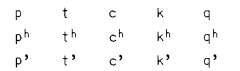 p t c k q
pʰ tʰ cʰ kʰ qʰ
p’ t’ c’ k’ q’